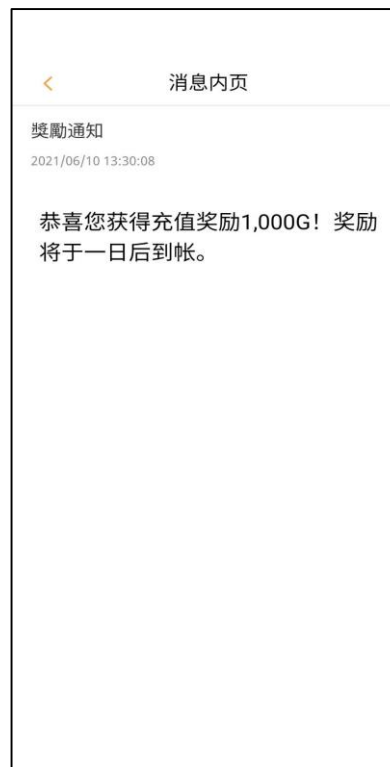 消息内页
獎勵通知
2021/06/10 13:30:08
恭喜您获得充值奖励1,000G！奖励
将于一日后到帐。